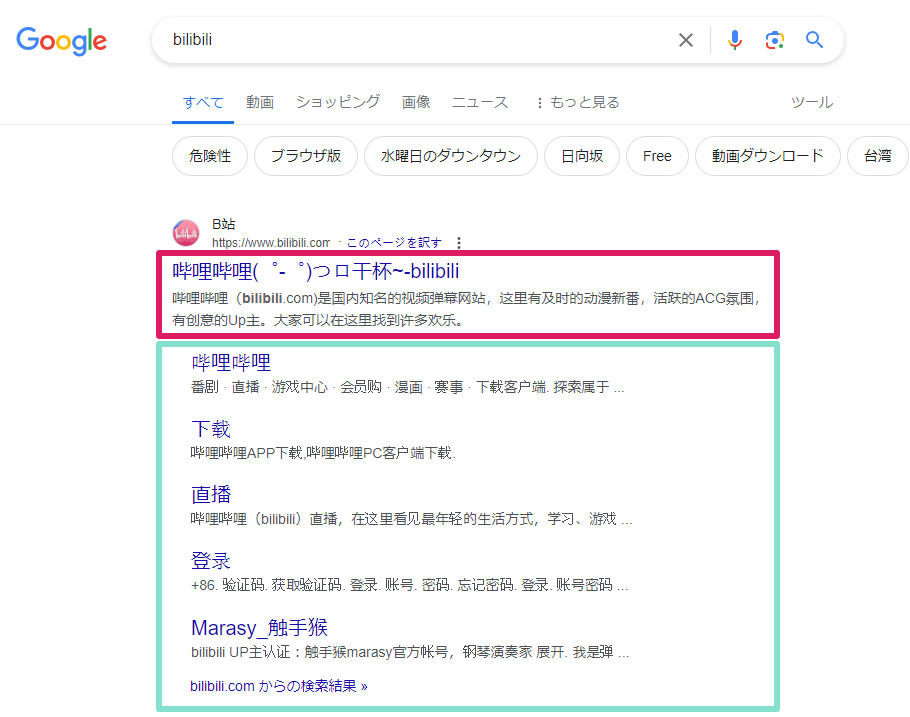 Google
bilibili
すべて 動画 ショッピング 画像 ニュース もっと見る ツール
危険性 ブラウザ版 水曜日のダウンタウン 日向坂 Free 動画ダウンロード 台湾
bilibili
B站
https://www.bilibili.com · このページを訳す
哔哩哔哩( ゜- ゜)つロ干杯~-bilibili
哔哩哔哩（bilibili.com)是国内知名的视频弹幕网站，这里有及时的动漫新番，活跃的ACG氛围，
有创意的Up主。大家可以在这里找到许多欢乐。
哔哩哔哩
番剧 · 直播 · 游戏中心 · 会员购 · 漫画 · 赛事 · 下载客户端. 探索属于 ...
下载
哔哩哔哩APP下载,哔哩哔哩PC客户端下载.
直播
哔哩哔哩（bilibili）直播，在这里看见最年轻的生活方式，学习、游戏 ...
登录
+86. 验证码. 获取验证码. 登录. 账号. 密码. 忘记密码. 登录. 账号密码 ...
Marasy_触手猴
bilibili UP主认证：触手猴marasy官方帐号，钢琴演奏家 展开. 我是弹 ...
bilibili.com からの検索結果 »